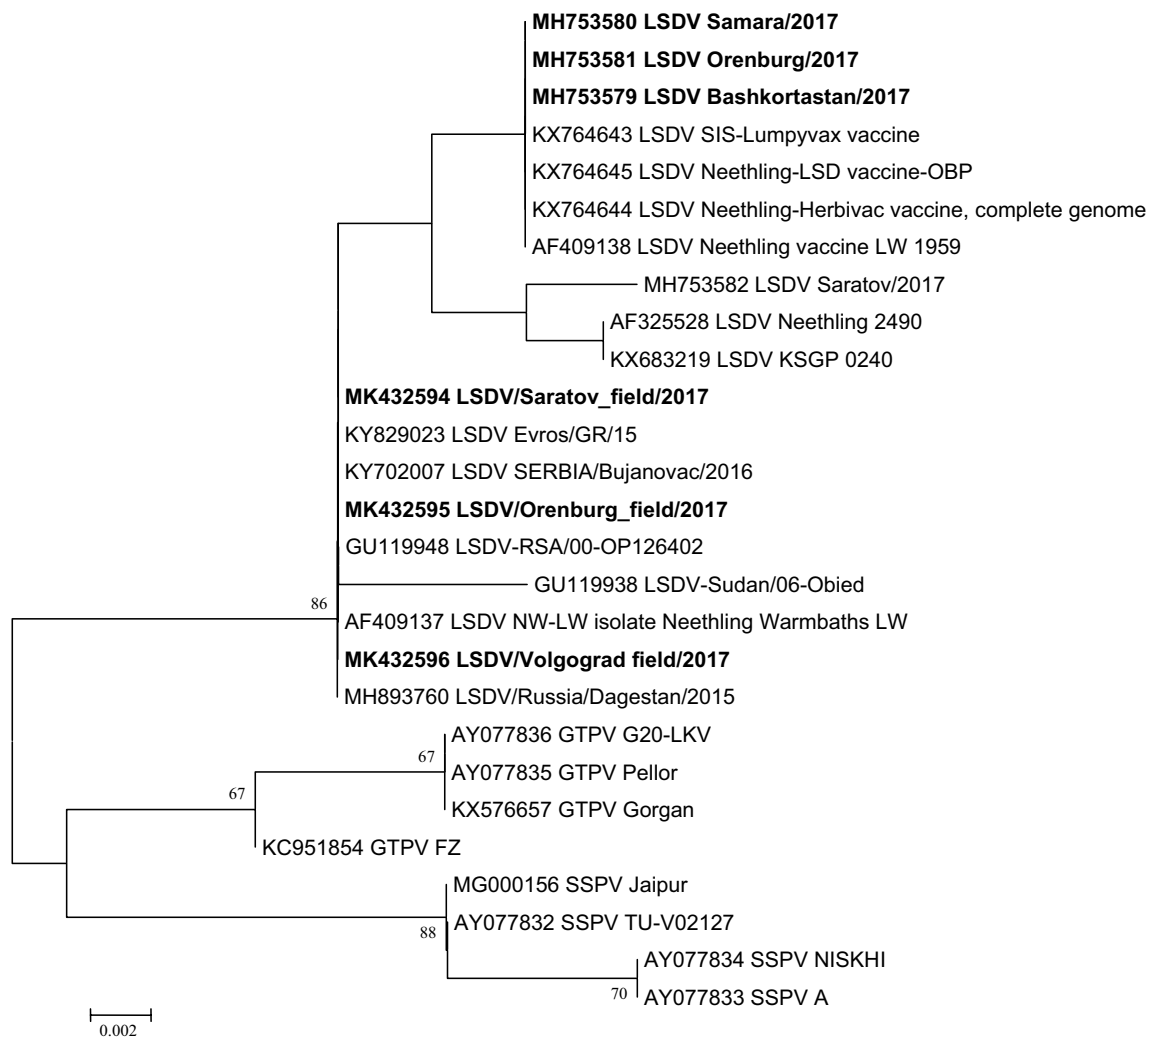 MH753580 LSDV Samara/2017
MH753581 LSDV Orenburg/2017
MH753579 LSDV Bashkortastan/2017
KX764643 LSDV SIS-Lumpyvax vaccine
KX764645 LSDV Neethling-LSD vaccine-OBP
KX764644 LSDV Neethling-Herbivac vaccine, complete genome
AF409138 LSDV Neethling vaccine LW 1959
MH753582 LSDV Saratov/2017
AF325528 LSDV Neethling 2490
KX683219 LSDV KSGP 0240
MK432594 LSDV/Saratov_field/2017
KY829023 LSDV Evros/GR/15
KY702007 LSDV SERBIA/Bujanovac/2016
MK432595 LSDV/Orenburg_field/2017
GU119948 LSDV-RSA/00-OP126402
GU119938 LSDV-Sudan/06-Obied
86
AF409137 LSDV NW-LW isolate Neethling Warmbaths LW
MK432596 LSDV/Volgograd field/2017
MH893760 LSDV/Russia/Dagestan/2015
AY077836 GTPV G20-LKV
67
AY077835 GTPV Pellor
67
KX576657 GTPV Gorgan
KC951854 GTPV FZ
MG000156 SSPV Jaipur
AY077832 SSPV TU-V02127
88
AY077834 SSPV NISKHI
70
AY077833 SSPV A
0.002